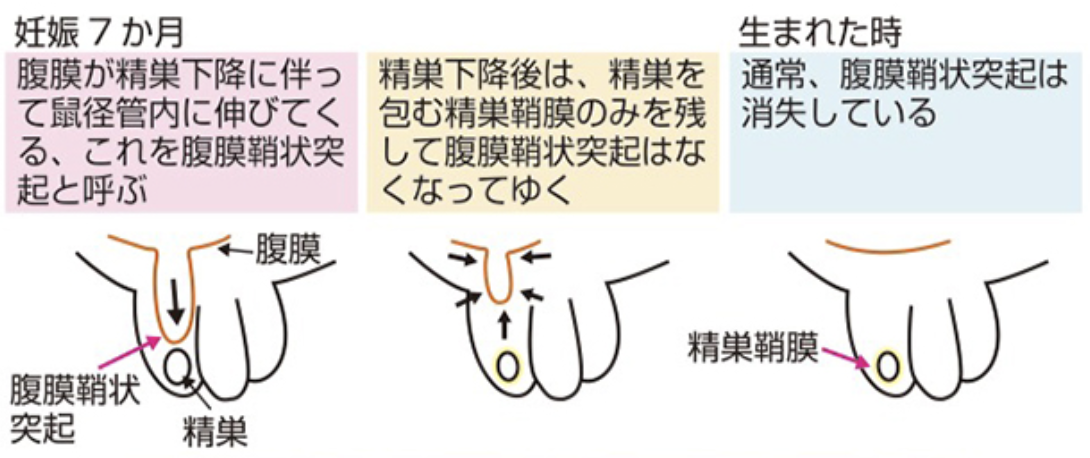 妊娠７か月
腹膜が精巣下降に伴っ
て鼠径管内に伸びてく
る、これを腹膜鞘状突
起と呼ぶ
精巣下降後は、精巣を
包む精巣鞘膜のみを残
して腹膜鞘状突起はな
くなってゆく
生まれた時
通常、腹膜鞘状突起は
消失している
腹膜
腹膜鞘状
突起
精巣
精巣鞘膜